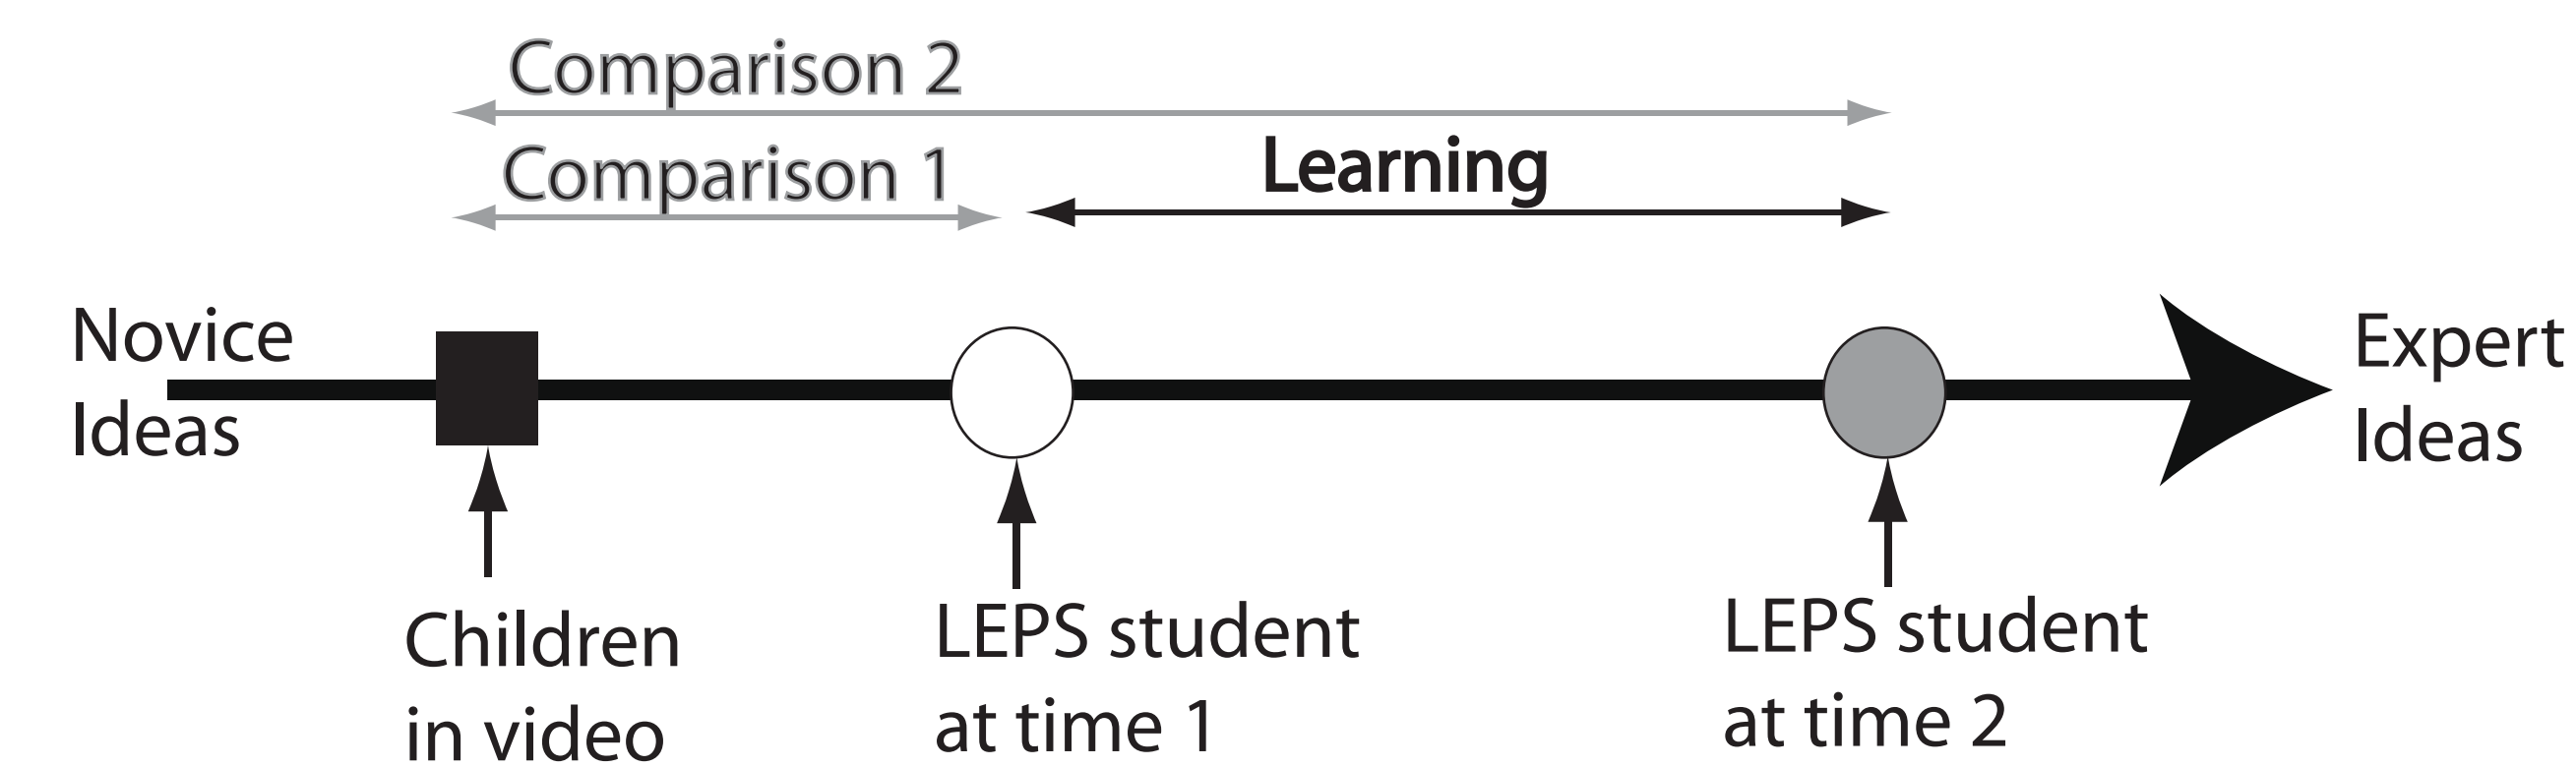 Comparison 2
Comparison 1
Learning
Novice
Ideas
Expert
Ideas
Children
in video
LEPS student
at time 1
LEPS student
at time 2